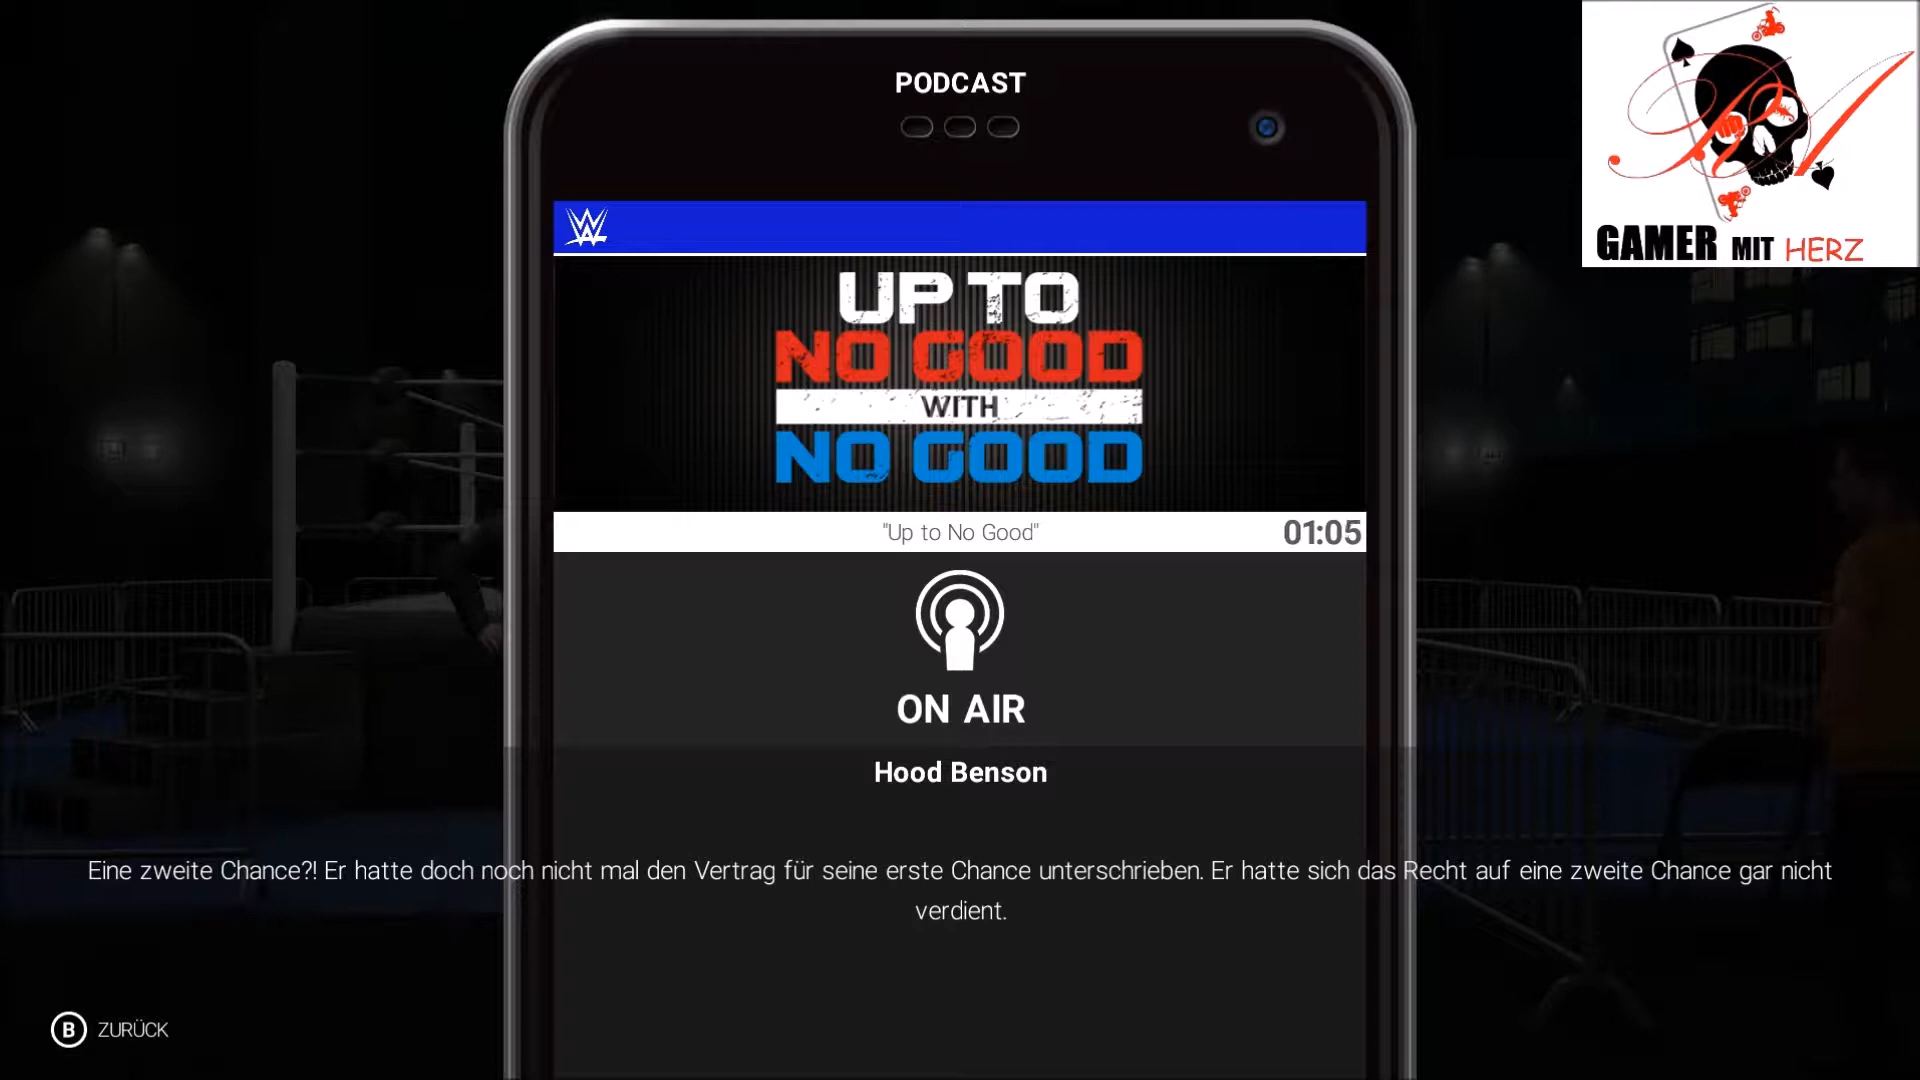 PODCAST
GAMER MIT HERZ
UP TO
NO GOOD
WITH
NO GOOD
"Up to No Good"
01:05
ON AIR
Hood Benson
Eine zweite Chance?! Er hatte doch noch nicht mal den Vertrag für seine erste Chance unterschrieben. Er hatte sich das Recht auf eine zweite Chance gar nicht
verdient.
B ZURÜCK